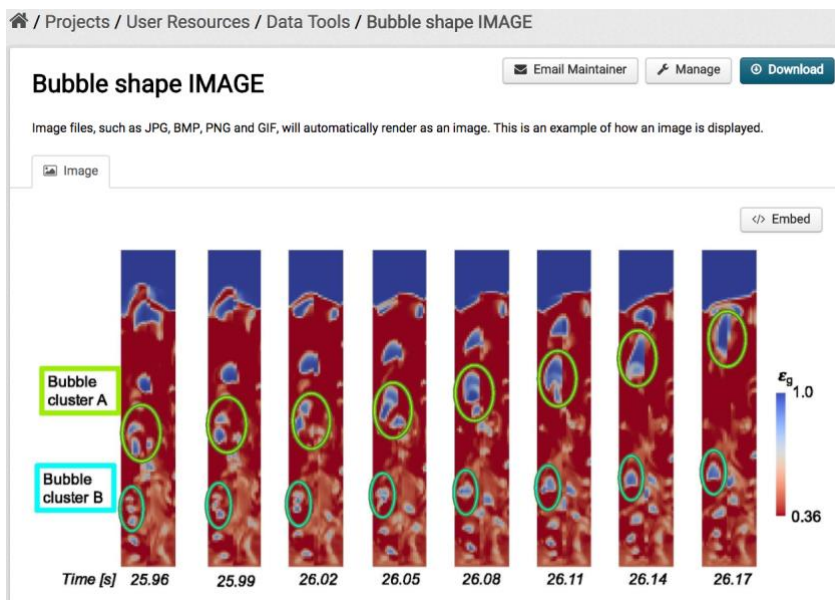 / Projects / User Resources / Data Tools / Bubble shape IMAGE
Bubble shape IMAGE
Email Maintainer
Manage
Download
Image files, such as JPG, BMP, PNG and GIF, will automatically render as an image. This is an example of how an image is displayed.
Image
</> Embed
Bubble
cluster A
Bubble
cluster B
εg
1.0
0.36
Time [s] 25.96 25.99 26.02 26.05 26.08 26.11 26.14 26.17